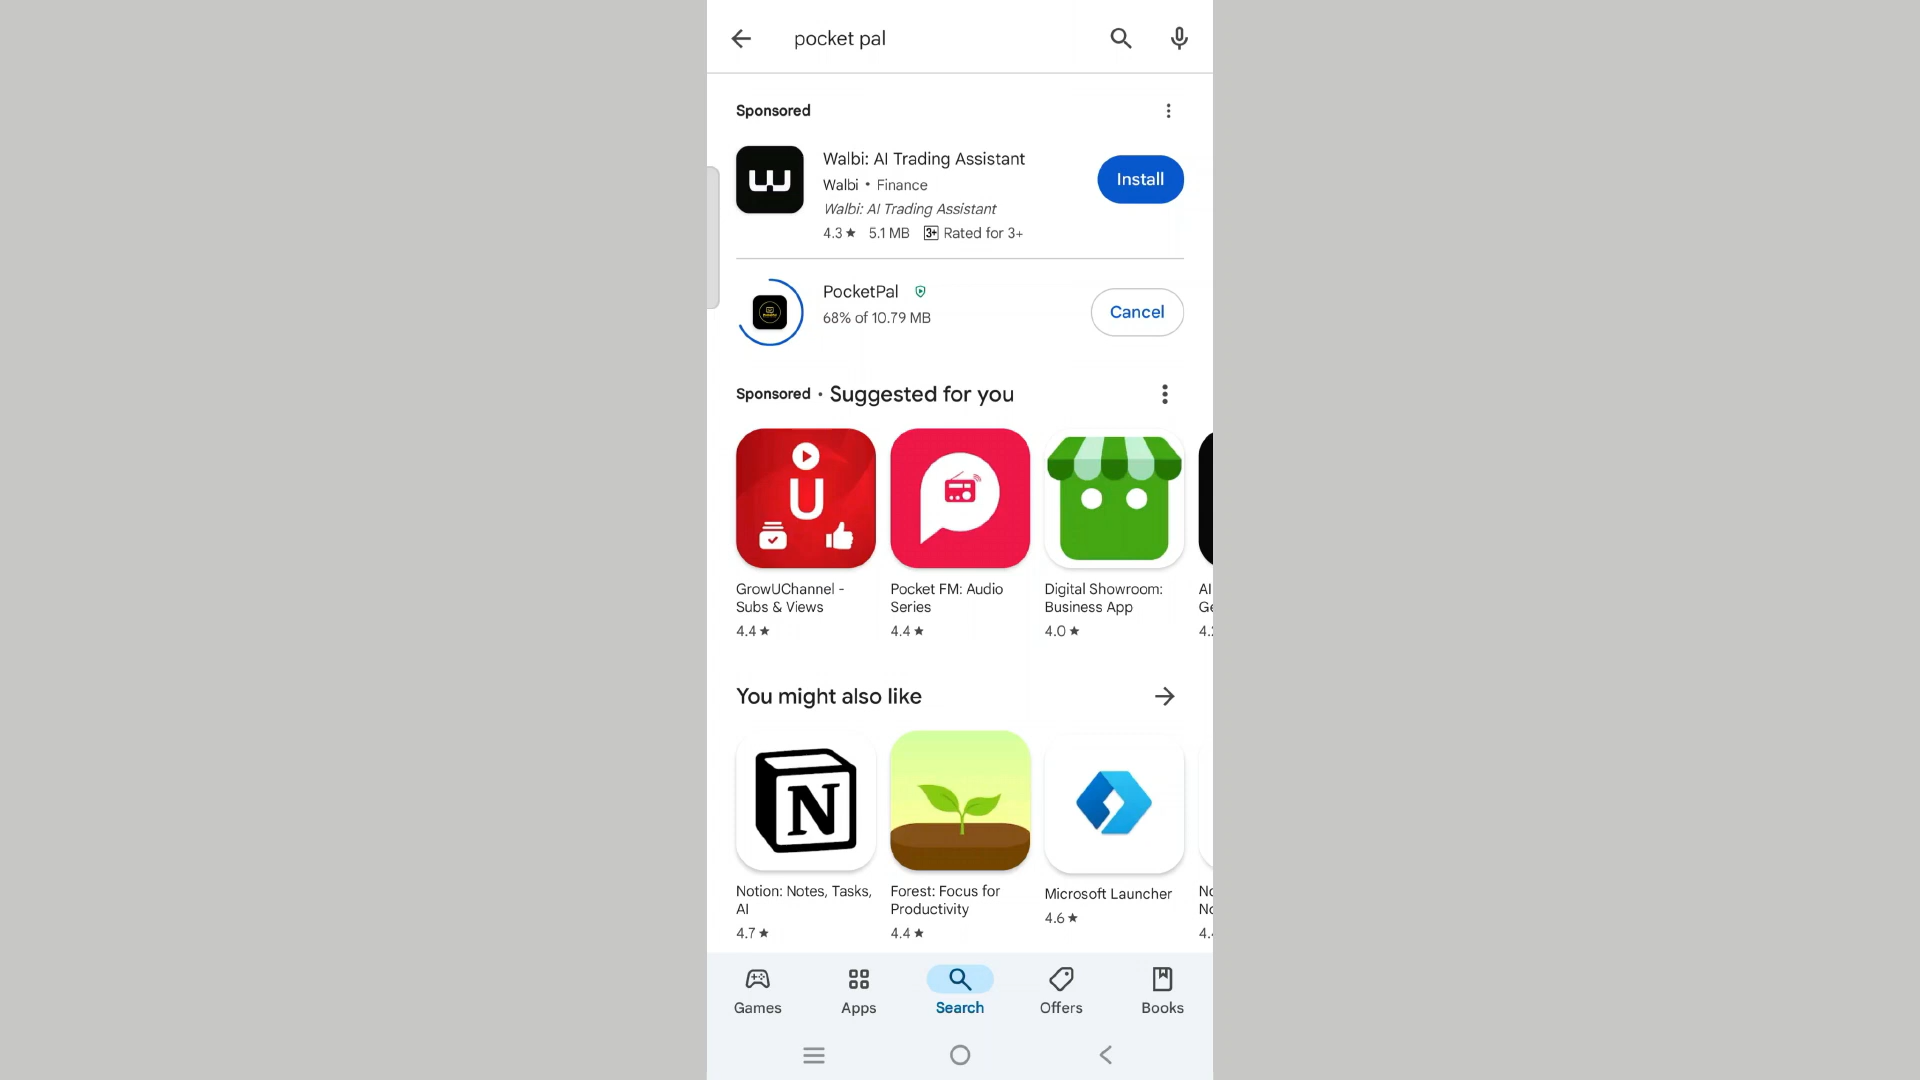 pocket pal
Sponsored
Walbi: AI Trading Assistant
Walbi • Finance
Walbi: AI Trading Assistant
4.3 ★ 5.1 MB 3+ Rated for 3+
Install
PocketPal
68% of 10.79 MB
Cancel
Sponsored • Suggested for you
U
GrowUChannel -
Subs & Views
4.4 ★
Pocket FM: Audio
Series
4.4 ★
Digital Showroom:
Business App
4.0 ★
AI
You might also like
N
Notion: Notes, Tasks,
AI
4.7 ★
Forest: Focus for
Productivity
4.4 ★
Microsoft Launcher
4.6 ★
Games
Apps
Search
Offers
Books